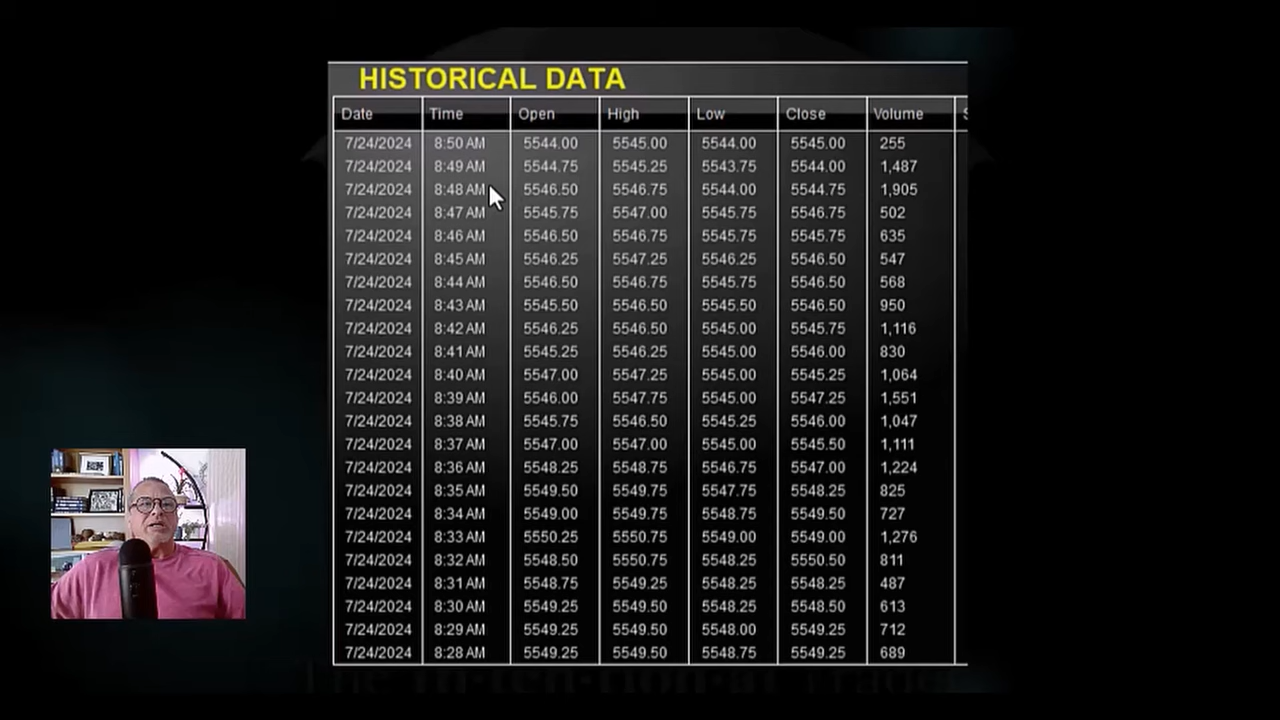 HISTORICAL DATA
Date Time Open High Low Close Volume
7/24/2024 8:50 AM 5544.00 5545.00 5544.00 5545.00 255
7/24/2024 8:49 AM 5544.75 5545.25 5543.75 5544.00 1,487
7/24/2024 8:48 AM 5546.50 5546.75 5544.00 5544.75 1,905
7/24/2024 8:47 AM 5545.75 5547.00 5545.75 5546.75 502
7/24/2024 8:46 AM 5546.50 5546.75 5545.75 5545.75 635
7/24/2024 8:45 AM 5546.25 5547.25 5546.25 5546.50 547
7/24/2024 8:44 AM 5546.50 5546.75 5545.75 5546.50 568
7/24/2024 8:43 AM 5545.50 5546.50 5545.50 5546.50 950
7/24/2024 8:42 AM 5546.25 5546.50 5545.00 5545.75 1,116
7/24/2024 8:41 AM 5545.25 5546.25 5545.00 5546.00 830
7/24/2024 8:40 AM 5547.00 5547.25 5545.00 5545.25 1,064
7/24/2024 8:39 AM 5546.00 5547.75 5545.00 5547.25 1,551
7/24/2024 8:38 AM 5545.75 5546.50 5545.25 5546.00 1,047
7/24/2024 8:37 AM 5547.00 5547.00 5545.00 5545.50 1,111
7/24/2024 8:36 AM 5548.25 5548.75 5546.75 5547.00 1,224
7/24/2024 8:35 AM 5549.50 5549.75 5547.75 5548.25 825
7/24/2024 8:34 AM 5549.00 5549.75 5548.75 5549.50 727
7/24/2024 8:33 AM 5550.25 5550.75 5549.00 5549.00 1,276
7/24/2024 8:32 AM 5548.50 5550.75 5548.25 5550.50 811
7/24/2024 8:31 AM 5548.75 5549.25 5548.25 5548.25 487
7/24/2024 8:30 AM 5549.25 5549.50 5548.25 5548.50 613
7/24/2024 8:29 AM 5549.25 5549.50 5548.00 5549.25 712
7/24/2024 8:28 AM 5549.25 5549.50 5548.75 5549.25 689